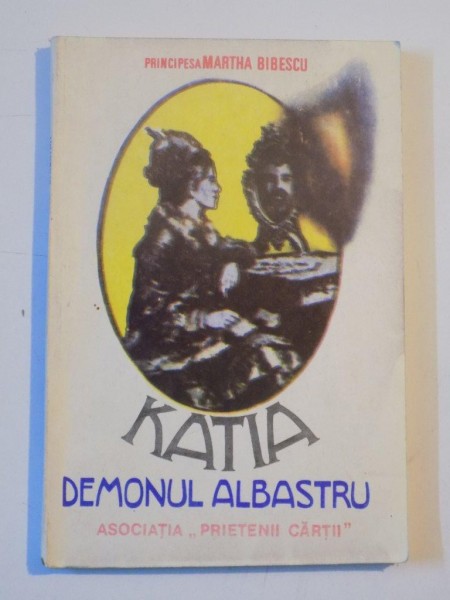 PRINCIPESA MARTHA BIBESCU
KATIA
DEMONUL ALBASTRU
ASOCIAȚIA „PRIETENII CĂRȚII"